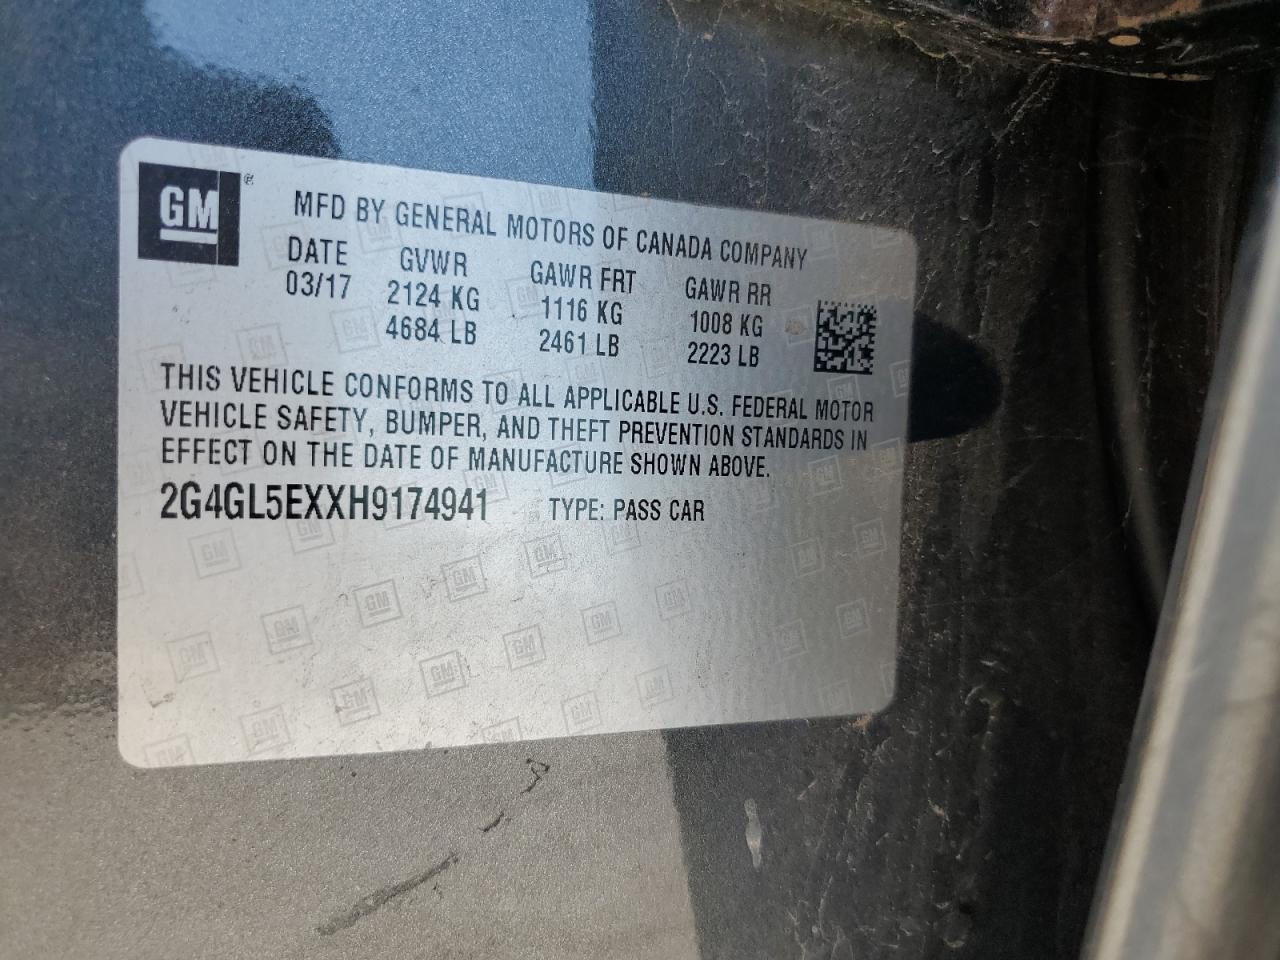 GM ®
MFD BY GENERAL MOTORS OF CANADA COMPANY
DATE GVWR GAWR FRT GAWR RR
03/17 2124 KG 1116 KG 1008 KG
4684 LB 2461 LB 2223 LB
THIS VEHICLE CONFORMS TO ALL APPLICABLE U.S. FEDERAL MOTOR
VEHICLE SAFETY, BUMPER, AND THEFT PREVENTION STANDARDS IN
EFFECT ON THE DATE OF MANUFACTURE SHOWN ABOVE.
2G4GL5EXXH9174941 TYPE: PASS CAR